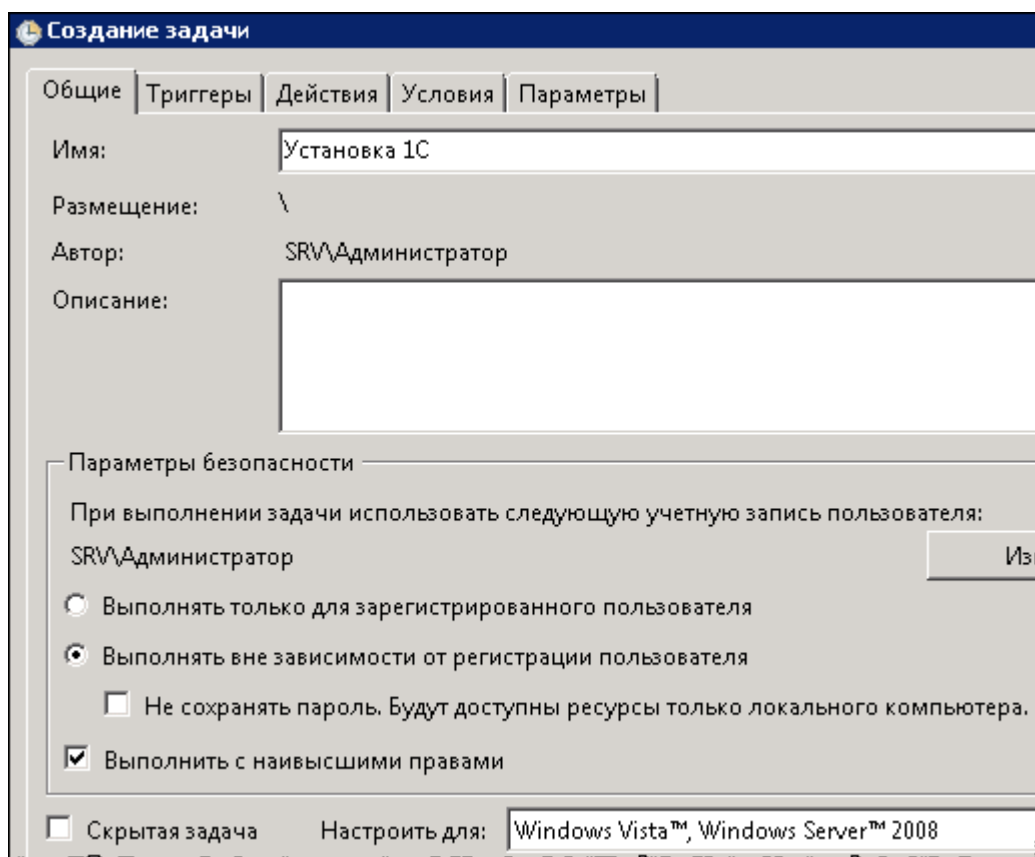 Создание задачи
Общие Триггеры Действия Условия Параметры
Имя: Установка 1С
Размещение: \
Автор: SRV\Администратор
Описание:
Параметры безопасности
При выполнении задачи использовать следующую учетную запись пользователя:
SRV\Администратор
Выполнять только для зарегистрированного пользователя
Выполнять вне зависимости от регистрации пользователя
Не сохранять пароль. Будут доступны ресурсы только локального компьютера.
Выполнить с наивысшими правами
Скрытая задача Настроить для: Windows Vista™, Windows Server™ 2008